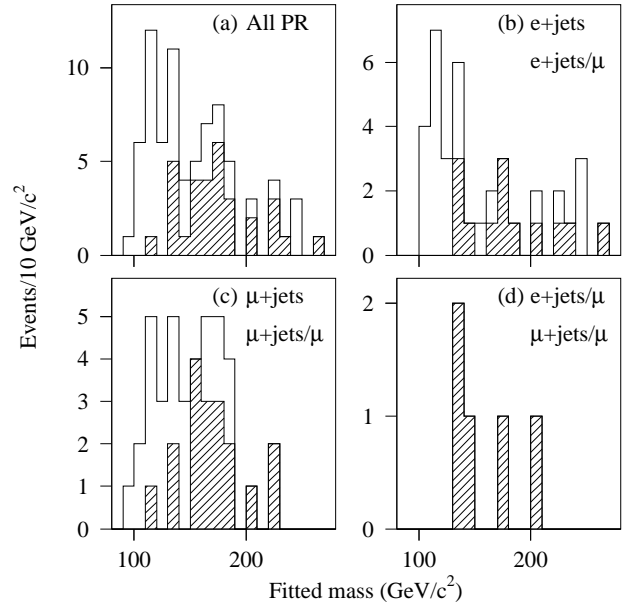 (a) All PR
10
5
0
(b) e+jets
e+jets/μ
6
4
2
0
Events/10 GeV/c²
(c) μ+jets
μ+jets/μ
5
4
3
2
1
0
100
200
(d) e+jets/μ
μ+jets/μ
2
1
0
100
200
Fitted mass (GeV/c²)